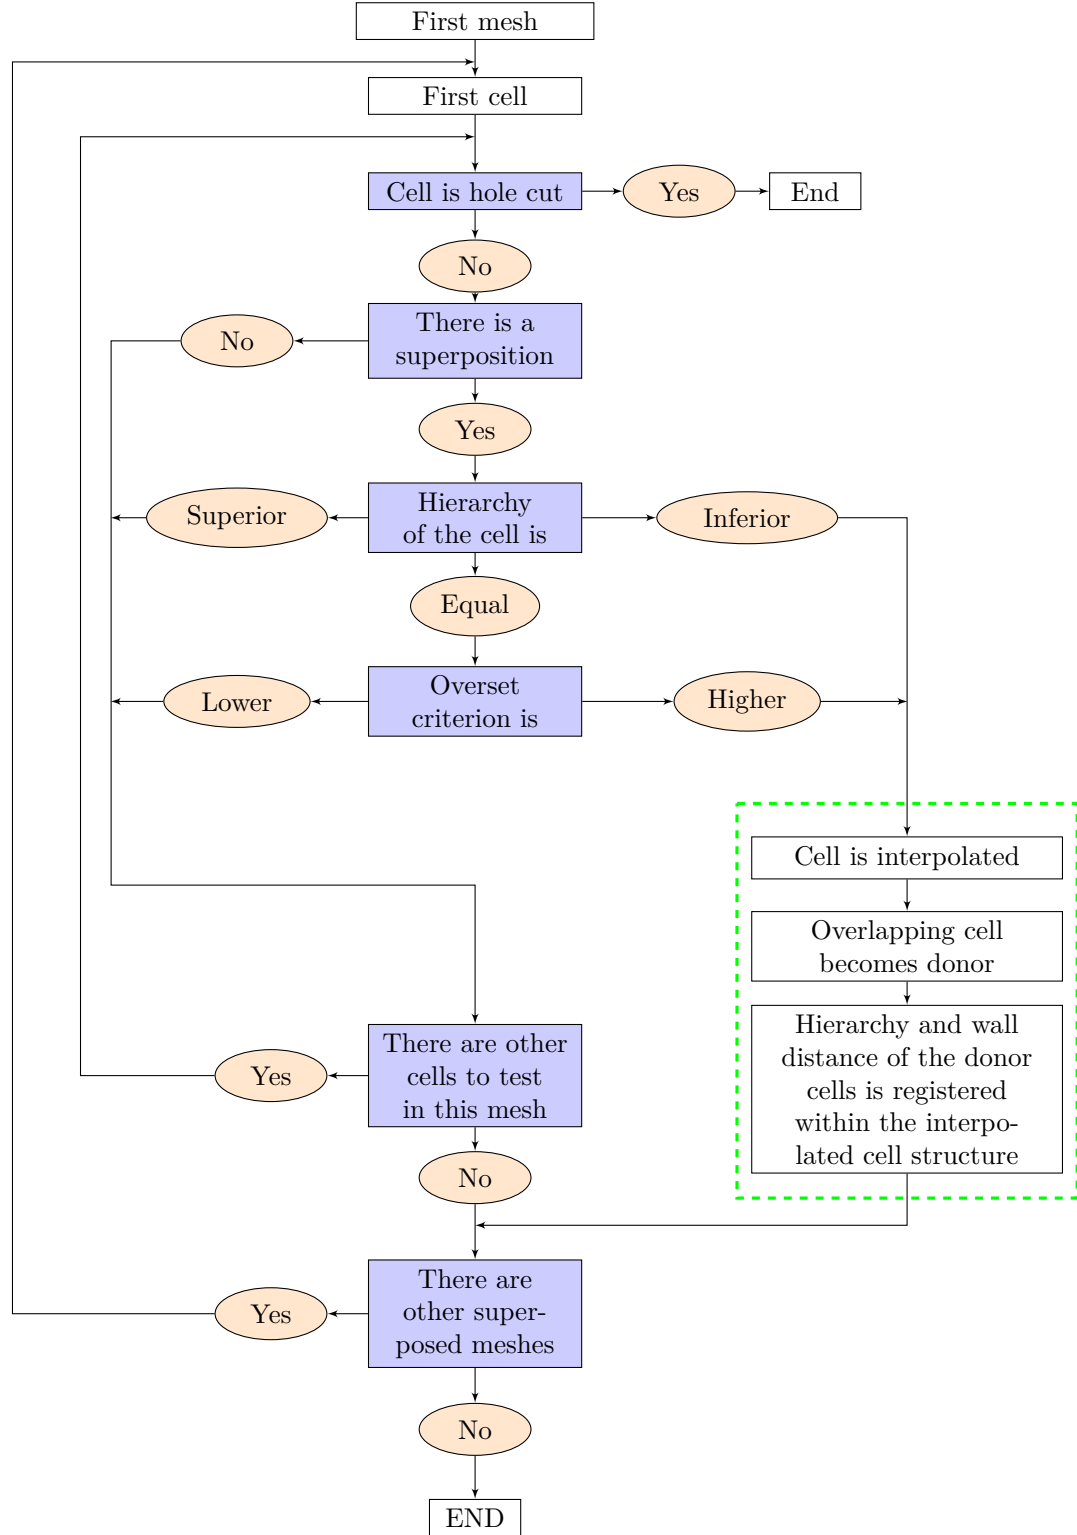 First mesh
First cell
Cell is hole cut
Yes
End
No
There is a
superposition
No
Yes
Hierarchy
of the cell is
Superior
Inferior
Equal
Overset
criterion is
Lower
Higher
Cell is interpolated
Overlapping cell
becomes donor
Hierarchy and wall
distance of the donor
cells is registered
within the interpo-
lated cell structure
There are other
cells to test
in this mesh
Yes
No
There are
other super-
posed meshes
Yes
No
END